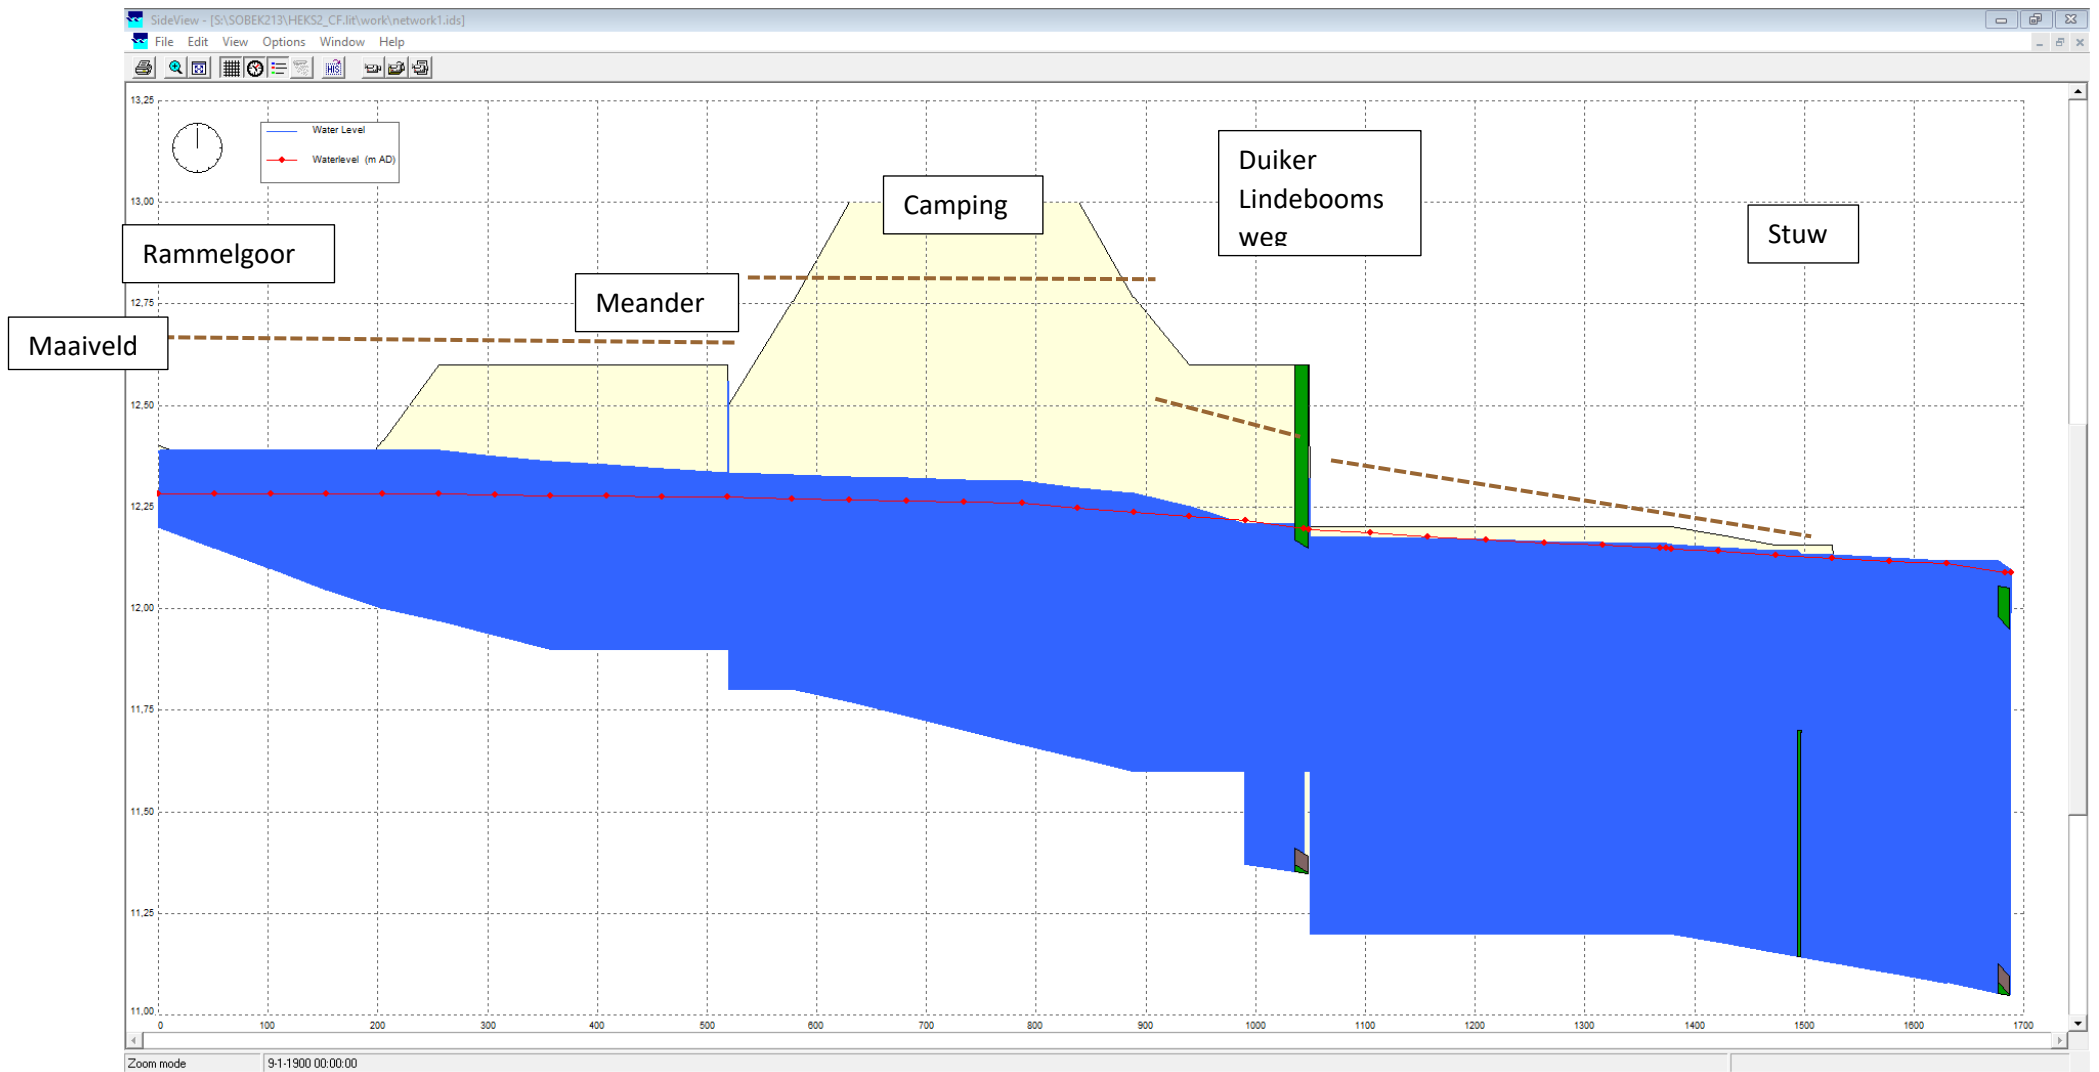 SideView - [S:\SOBEK213\HEKS2_CF.lit\work\network1.ids]
File Edit View Options Window Help
HIS
13,25
Water Level
Waterlevel (m AD)
Duiker
Lindebooms
weg
Camping
13,00
Stuw
Rammelgoor
Meander
12,75
Maaiveld
12,50
12,25
12,00
11,75
11,50
11,25
11,00
0 100 200 300 400 500 600 700 800 900 1000 1100 1200 1300 1400 1500 1600 1700
Zoom mode 9-1-1900 00:00:00